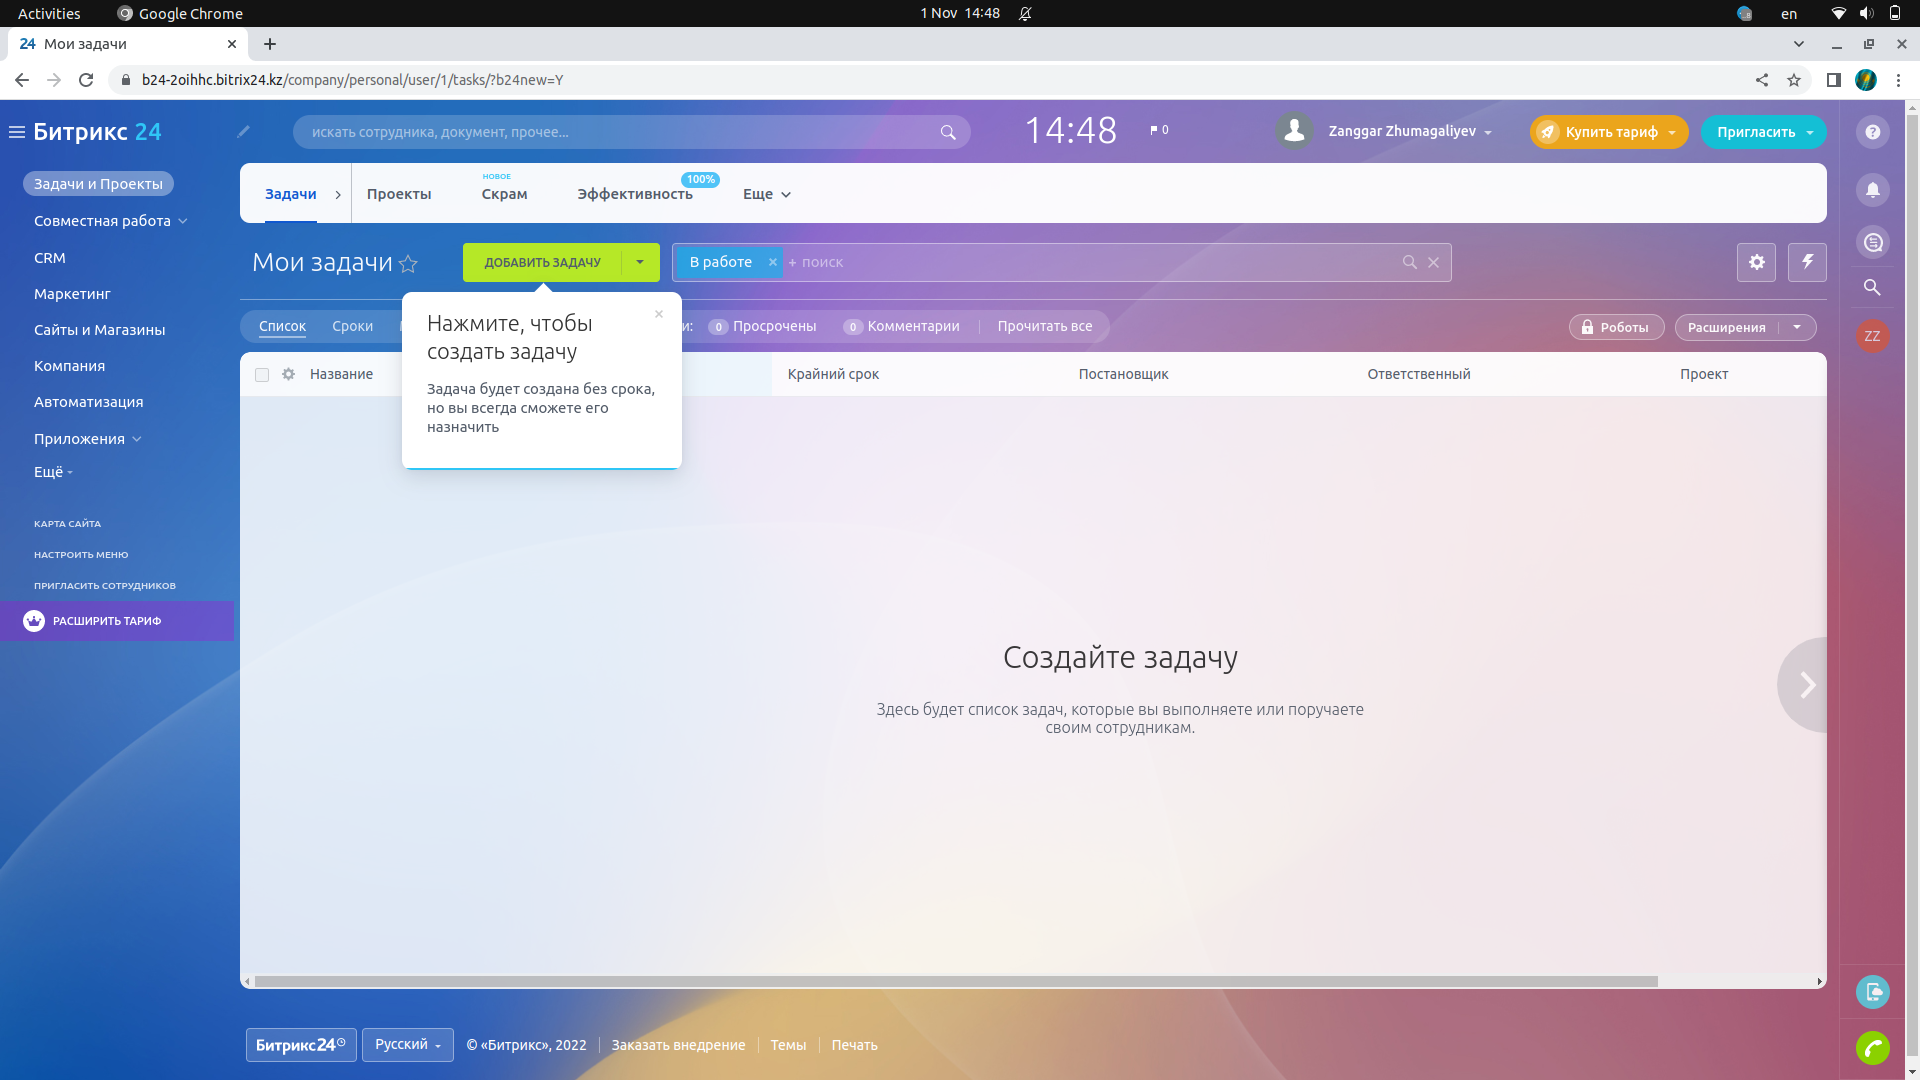 Activities
Google Chrome
1 Nov 14:48
en
24 Мои задачи
b24-2oihhc.bitrix24.kz/company/personal/user/1/tasks/?b24new=Y
Битрикс 24
искать сотрудника, документ, прочее...
14:48
0
Zanggar Zhumagaliyev
Купить тариф
Пригласить
Задачи и Проекты
Совместная работа
CRM
Маркетинг
Сайты и Магазины
Компания
Автоматизация
Приложения
Ещё
КАРТА САЙТА
НАСТРОИТЬ МЕНЮ
ПРИГЛАСИТЬ СОТРУДНИКОВ
РАСШИРИТЬ ТАРИФ
Задачи
Проекты
НОВОЕ
Скрам
Эффективность
100%
Еще
Мои задачи
ДОБАВИТЬ ЗАДАЧУ
В работе
+ поиск
Список
Сроки
и:
0 Просрочены
0 Комментарии
Прочитать все
Роботы
Расширения
ZZ
Нажмите, чтобы
создать задачу
Задача будет создана без срока,
но вы всегда сможете его
назначить
Название
Крайний срок
Постановщик
Ответственный
Проект
Создайте задачу
Здесь будет список задач, которые вы выполняете или поручаете
своим сотрудникам.
Битрикс24
Русский
© «Битрикс», 2022
Заказать внедрение
Темы
Печать